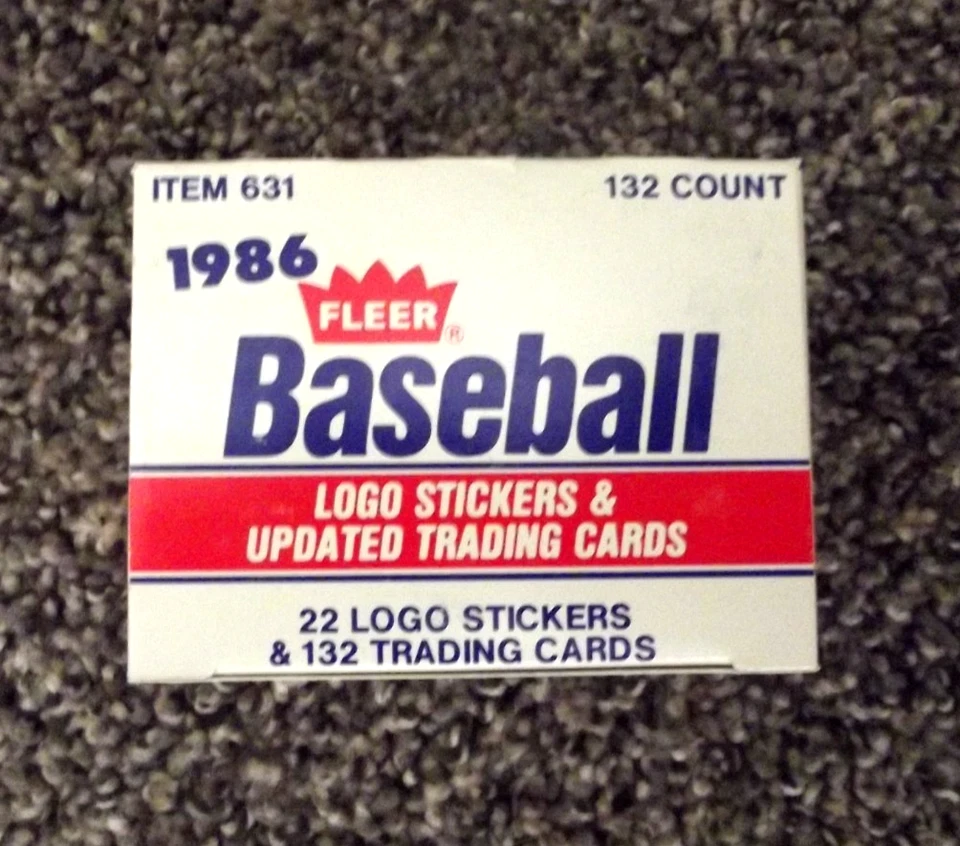 ITEM 631 132 COUNT
1986
FLEER ®
Baseball
LOGO STICKERS &
UPDATED TRADING CARDS
22 LOGO STICKERS
& 132 TRADING CARDS